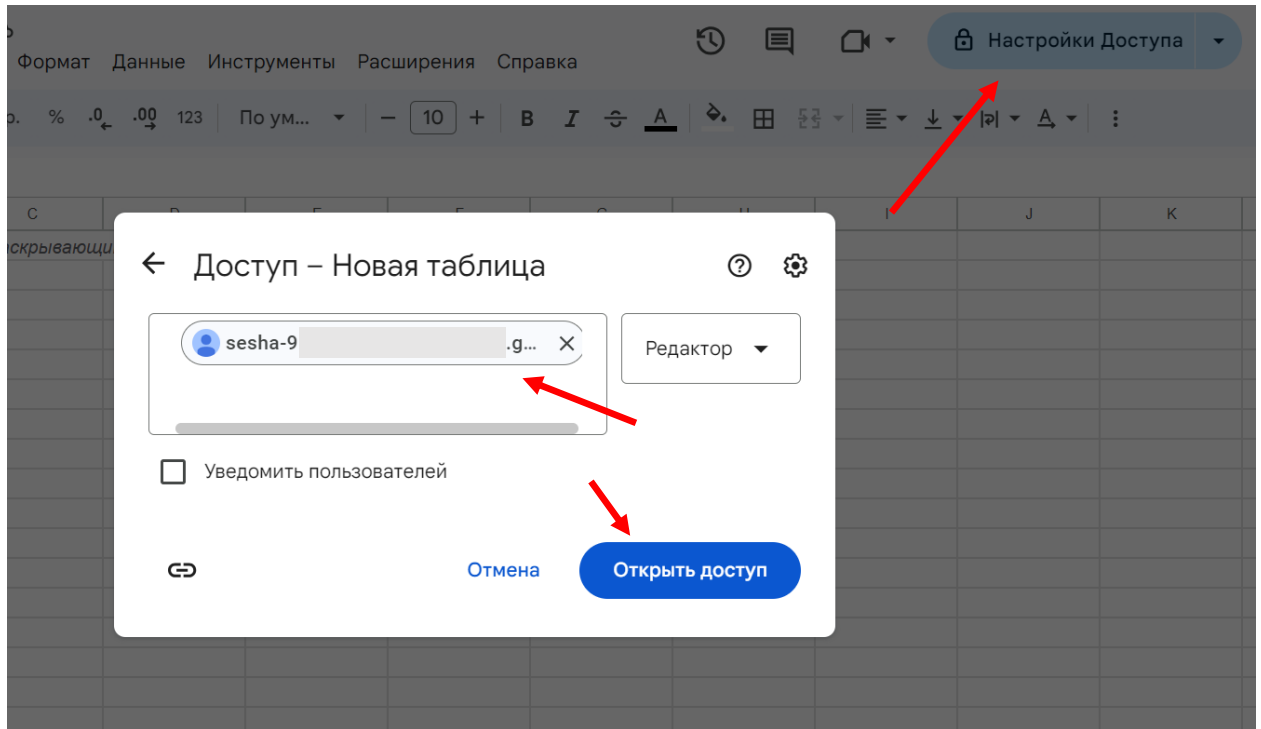 Настройки Доступа
Формат Данные Инструменты Расширения Справка
% .0 .00 123 По ум... 10 B I S A
C I J K
Доступ – Новая таблица
sesha-9 .g...
Редактор
Уведомить пользователей
Отмена Открыть доступ